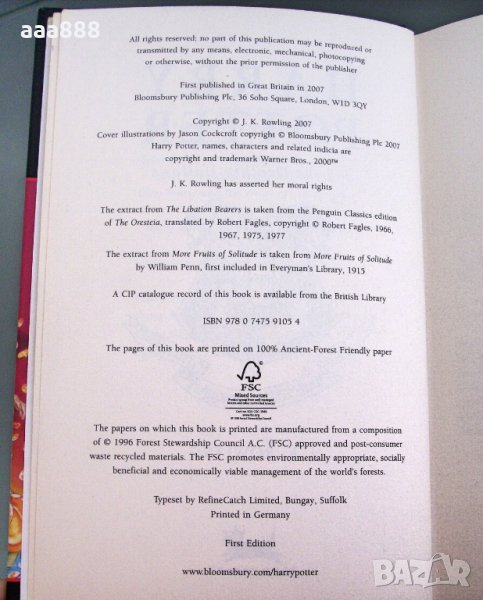 aaa888
All rights reserved; no part of this publication may be reproduced or
transmitted by any means, electronic, mechanical, photocopying
or otherwise, without the prior permission of the publisher
First published in Great Britain in 2007
Bloomsbury Publishing Plc, 36 Soho Square, London, W1D 3QY
Copyright © J. K. Rowling 2007
Cover illustrations by Jason Cockcroft copyright © Bloomsbury Publishing Plc 2007
Harry Potter, names, characters and related indicia are
copyright and trademark Warner Bros., 2000™
J. K. Rowling has asserted her moral rights
The extract from The Libation Bearers is taken from the Penguin Classics edition
of The Oresteia, translated by Robert Fagles, copyright © Robert Fagles, 1966,
1967, 1975, 1977
The extract from More Fruits of Solitude is taken from More Fruits of Solitude
by William Penn, first included in Everyman's Library, 1915
A CIP catalogue record of this book is available from the British Library
ISBN 978 0 7475 9105 4
The pages of this book are printed on 100% Ancient-Forest Friendly paper
FSC
Mixed Sources
The papers on which this book is printed are manufactured from a composition
of © 1996 Forest Stewardship Council A.C. (FSC) approved and post-consumer
waste recycled materials. The FSC promotes environmentally appropriate, socially
beneficial and economically viable management of the world's forests.
Typeset by RefineCatch Limited, Bungay, Suffolk
Printed in Germany
First Edition
www.bloomsbury.com/harrypotter
BAZAR